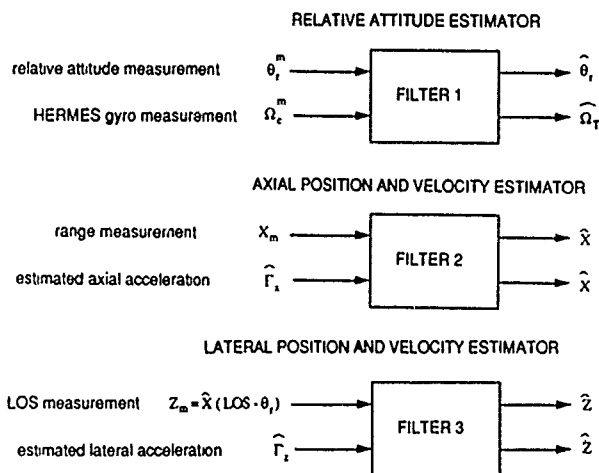 RELATIVE ATTITUDE ESTIMATOR
relative attitude measurement θ_r^m FILTER 1 θ̂_r
HERMES gyro measurement Ω_c^m Ω̂_T
AXIAL POSITION AND VELOCITY ESTIMATOR
range measurement X_m FILTER 2 X̂
estimated axial acceleration Γ̂_x X̂
LATERAL POSITION AND VELOCITY ESTIMATOR
LOS measurement Z_m = X̂ (LOS - θ_r) FILTER 3 Ẑ
estimated lateral acceleration Γ̂_z Ẑ